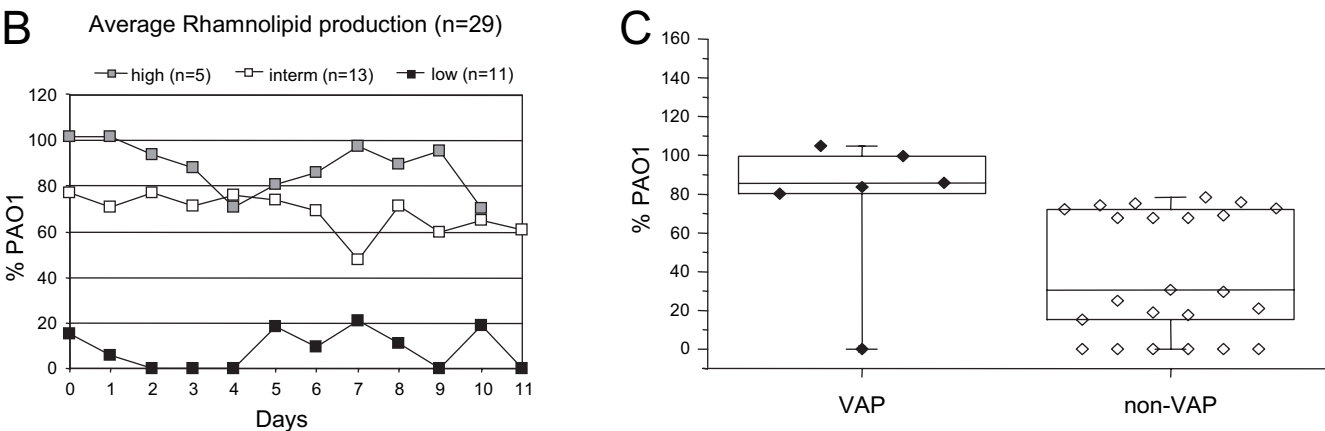 B
Average Rhamnolipid production (n=29)
high (n=5) interm (n=13) low (n=11)
120
100
80
60
40
20
0
% PAO1
0 1 2 3 4 5 6 7 8 9 10 11
Days
C
160
140
120
100
80
60
40
20
0
% PAO1
VAP non-VAP